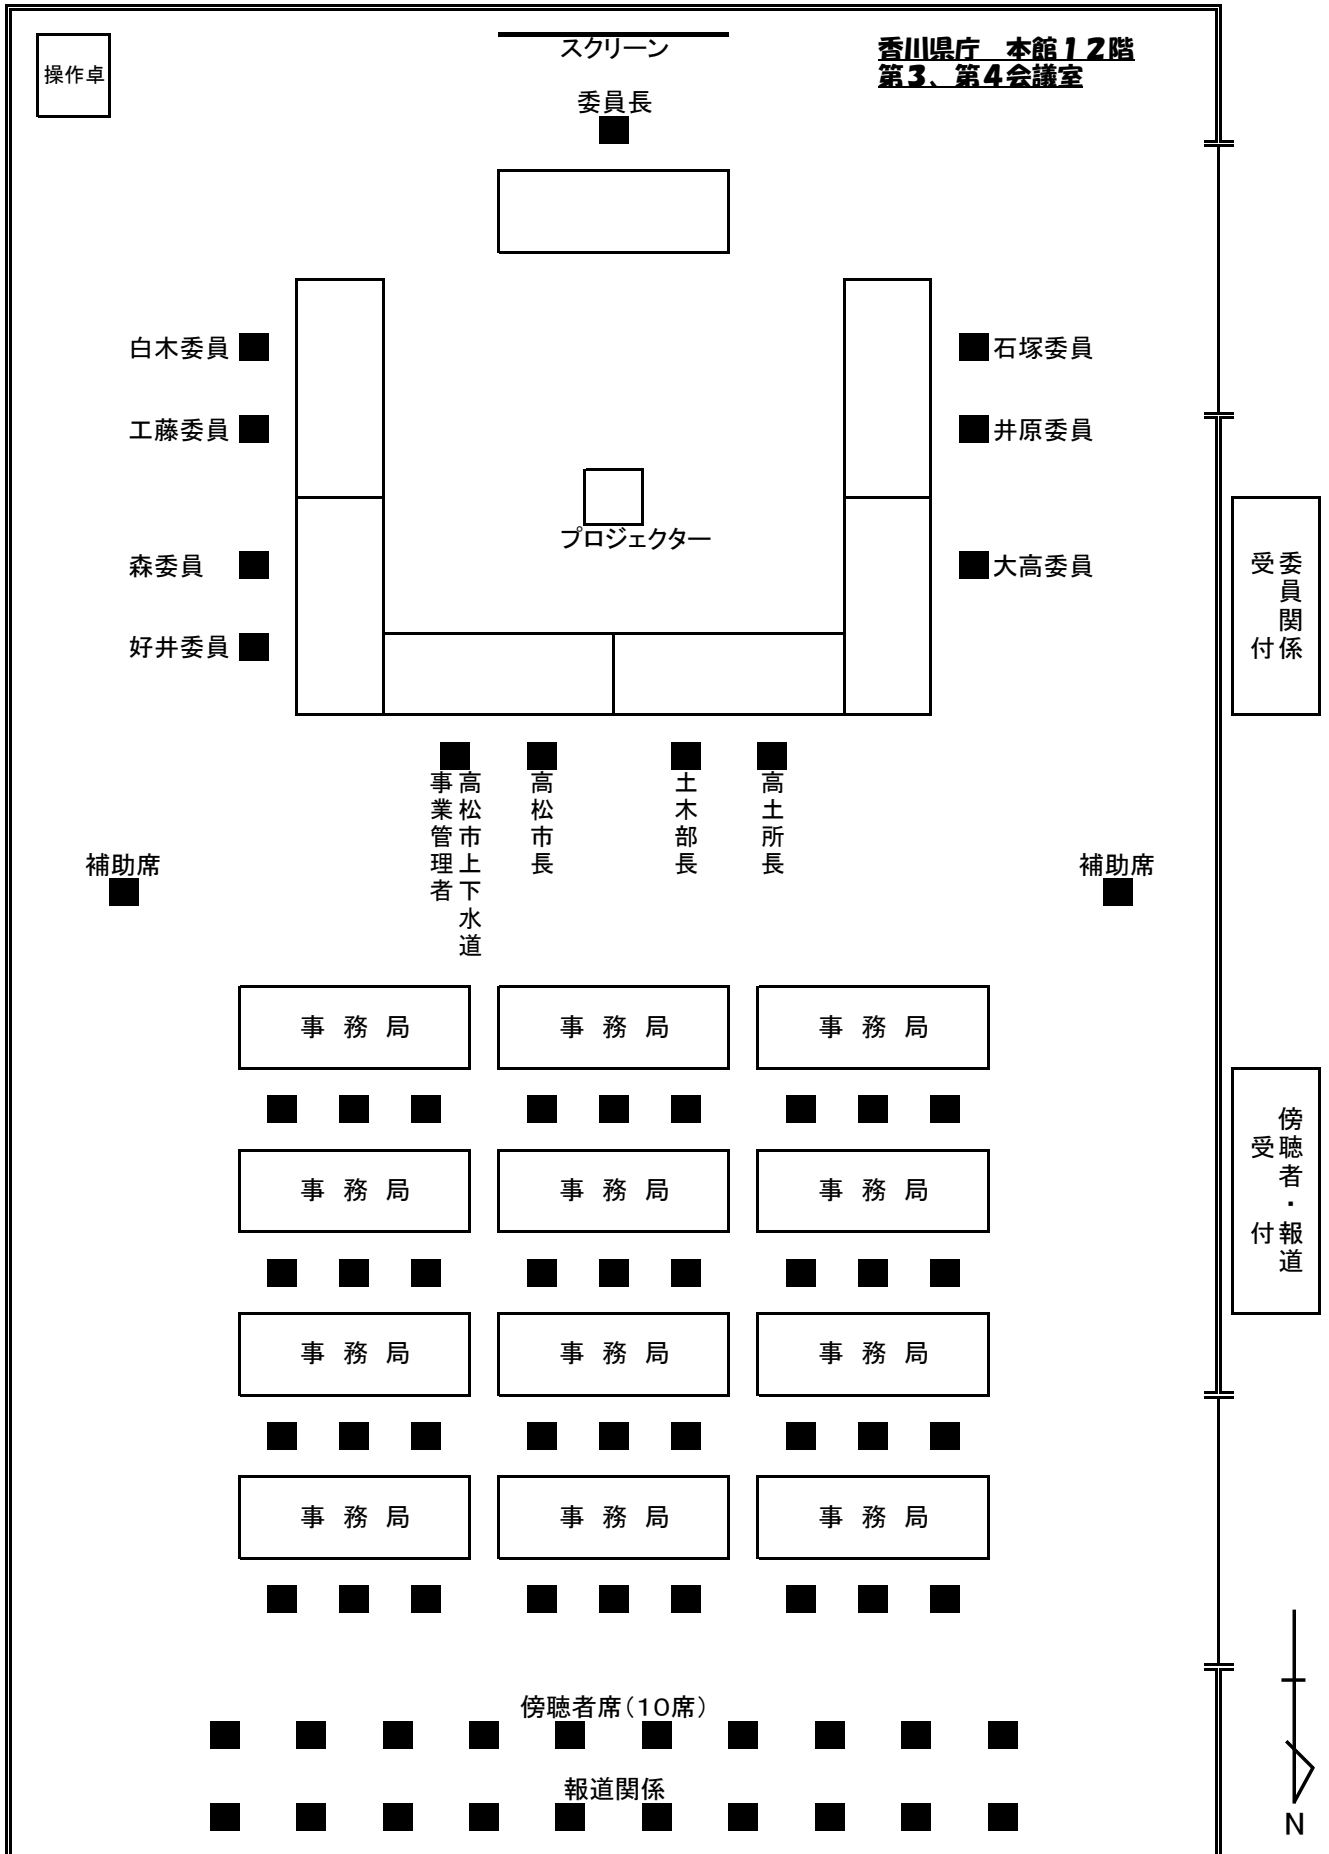 操作卓
スクリーン
香川県庁　本館１２階
第３、第４会議室
委員長
白木委員
石塚委員
工藤委員
井原委員
プロジェクター
森委員
大高委員
好井委員
委員関係
受付
高松市上下水道
事業管理者
高松市長
土木部長
高土所長
補助席
補助席
事 務 局
事 務 局
事 務 局
傍聴者・報道
受付
事 務 局
事 務 局
事 務 局
事 務 局
事 務 局
事 務 局
事 務 局
事 務 局
事 務 局
傍聴者席（１０席）
報道関係
N